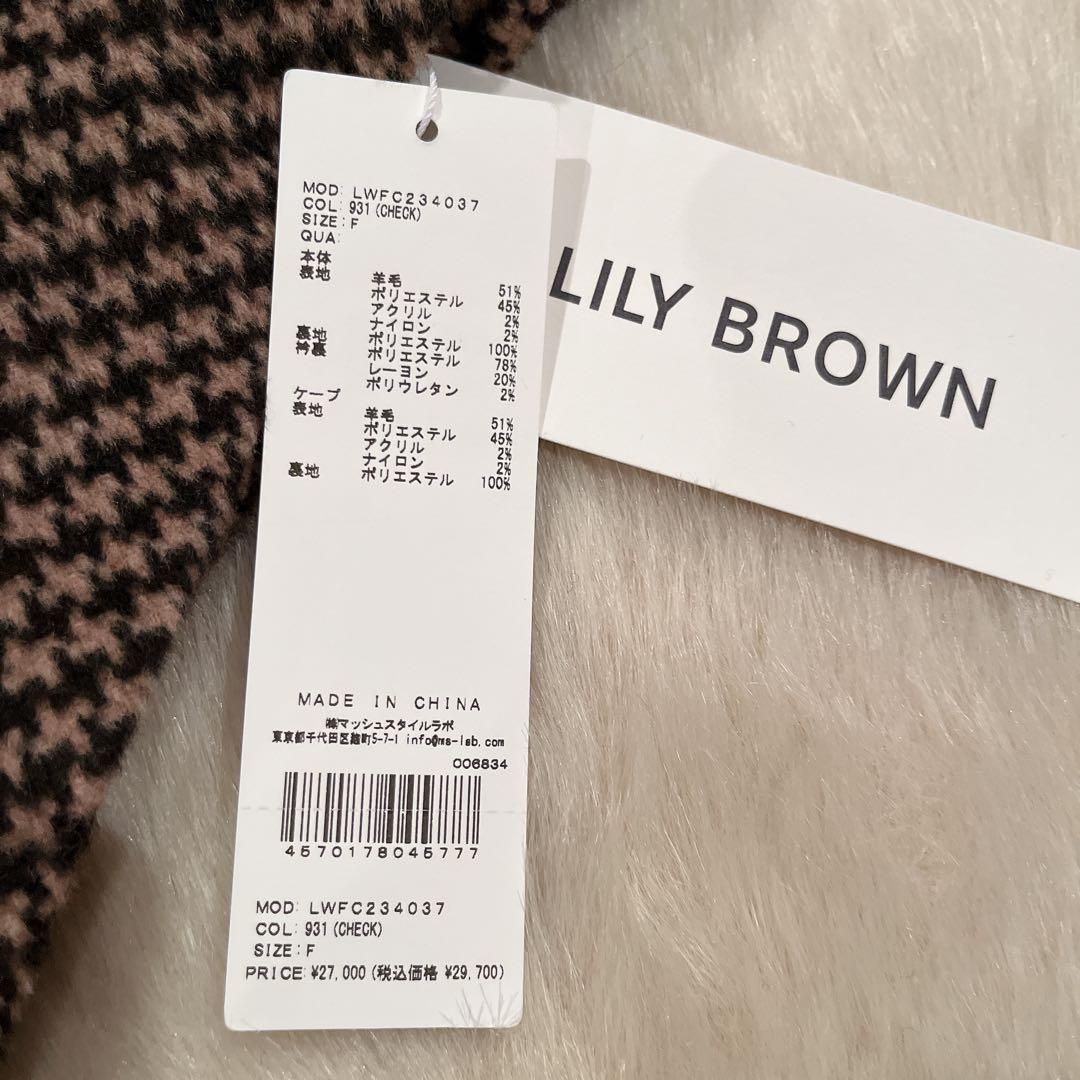 MOD: LWFC234037
COL: 931(CHECK)
SIZE:F
QUA:
本体
表地 羊毛 51%
ポリエステル 45%
アクリル 2%
ナイロン 2%
裏地 ポリエステル 100%
衿裏 ポリエステル 78%
レーヨン 20%
ポリウレタン 2%
ケープ
表地 羊毛 51%
ポリエステル 45%
アクリル 2%
ナイロン 2%
裏地 ポリエステル 100%
MADE IN CHINA
㈱マッシュスタイルラボ
東京都千代田区麹町5-7-1 info@ms-lab.com
006834
4570178045777
MOD: LWFC234037
COL: 931(CHECK)
SIZE:F
PRICE:¥27,000(税込価格 ¥29,700)
LILY BROWN